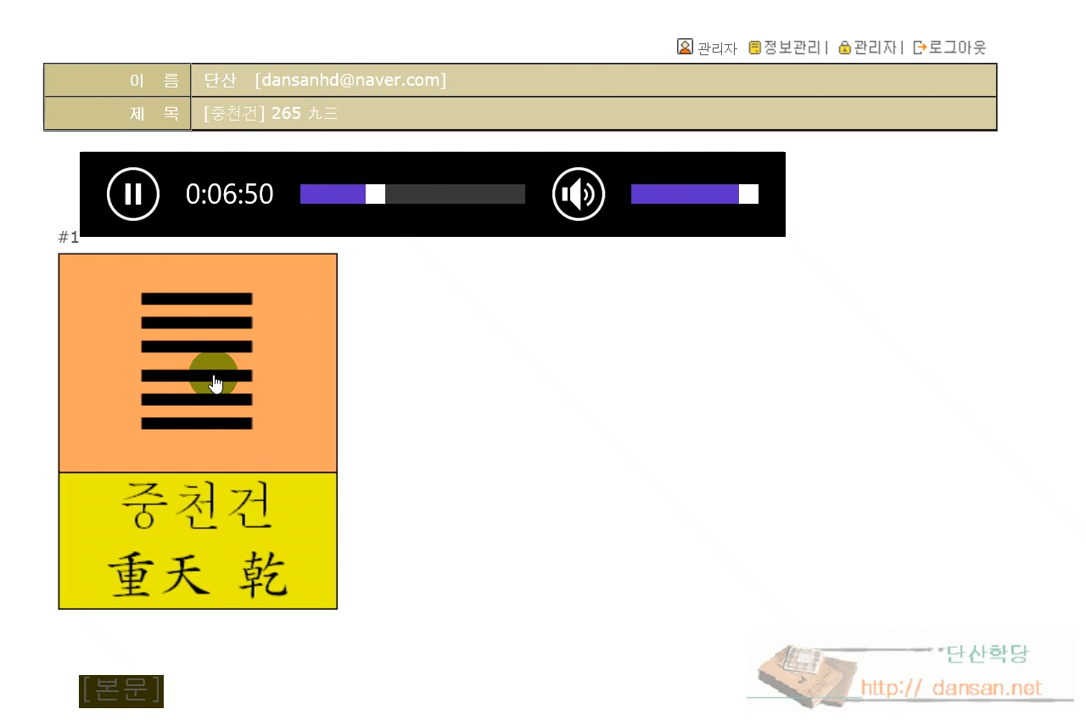 관리자 정보관리| 관리자| 로그아웃
이 름 단산 [dansanhd@naver.com]
제 목 [중천건] 265 九三
0:06:50
#1
중천건
重天 乾
[본문]
단산학당
http:// dansan.net